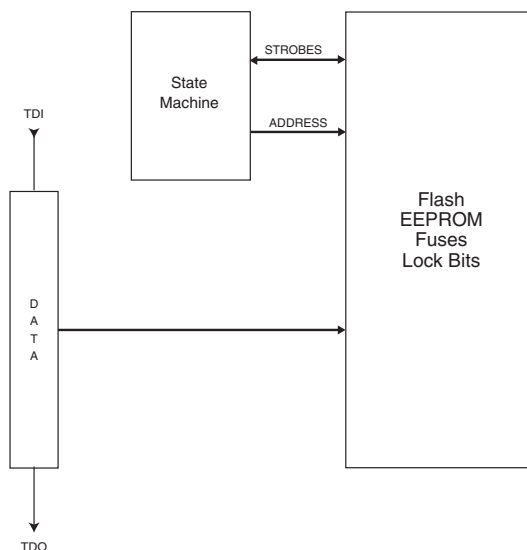 STROBES
State
Machine
ADDRESS
TDI
Flash
EEPROM
Fuses
Lock Bits
D
A
T
A
TDO